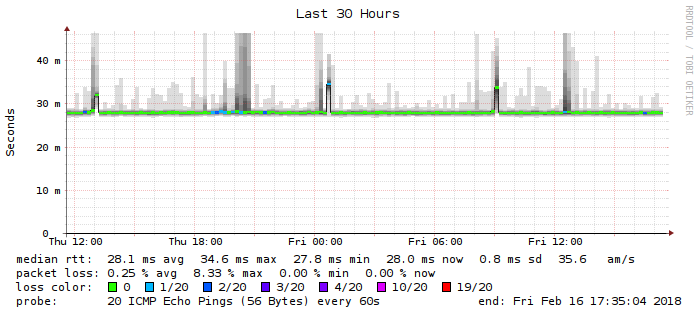 Last 30 Hours
RRDTOOL / TOBI OETIKER
Seconds
40 m
30 m
20 m
10 m
0
Thu 12:00 Thu 18:00 Fri 00:00 Fri 06:00 Fri 12:00
median rtt: 28.1 ms avg 34.6 ms max 27.8 ms min 28.0 ms now 0.8 ms sd 35.6 am/s
packet loss: 0.25 % avg 8.33 % max 0.00 % min 0.00 % now
loss color: 0 1/20 2/20 3/20 4/20 10/20 19/20
probe: 20 ICMP Echo Pings (56 Bytes) every 60s end: Fri Feb 16 17:35:04 2018